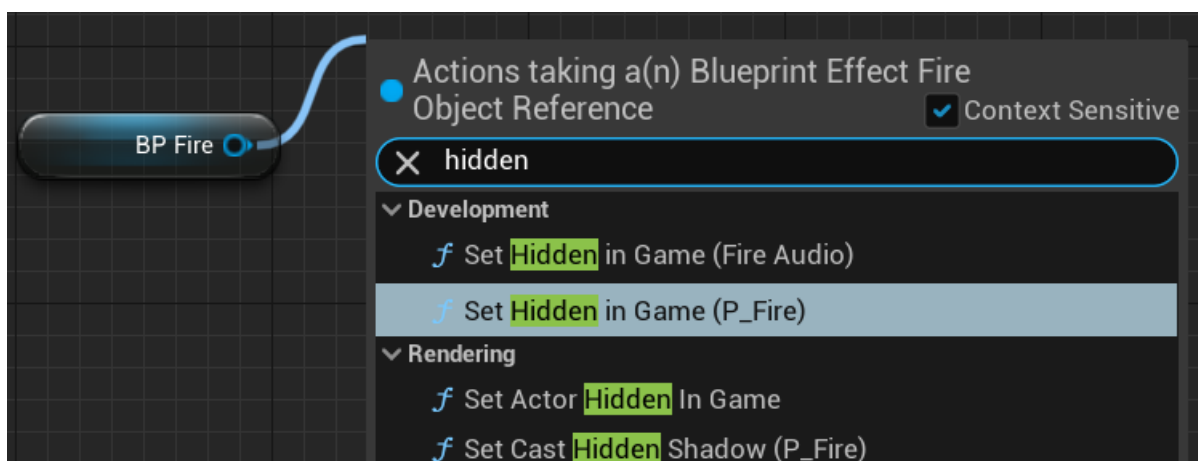 Actions taking a(n) Blueprint Effect Fire
Object Reference
Context Sensitive
BP Fire
hidden
Development
f Set Hidden in Game (Fire Audio)
f Set Hidden in Game (P_Fire)
Rendering
f Set Actor Hidden In Game
f Set Cast Hidden Shadow (P_Fire)